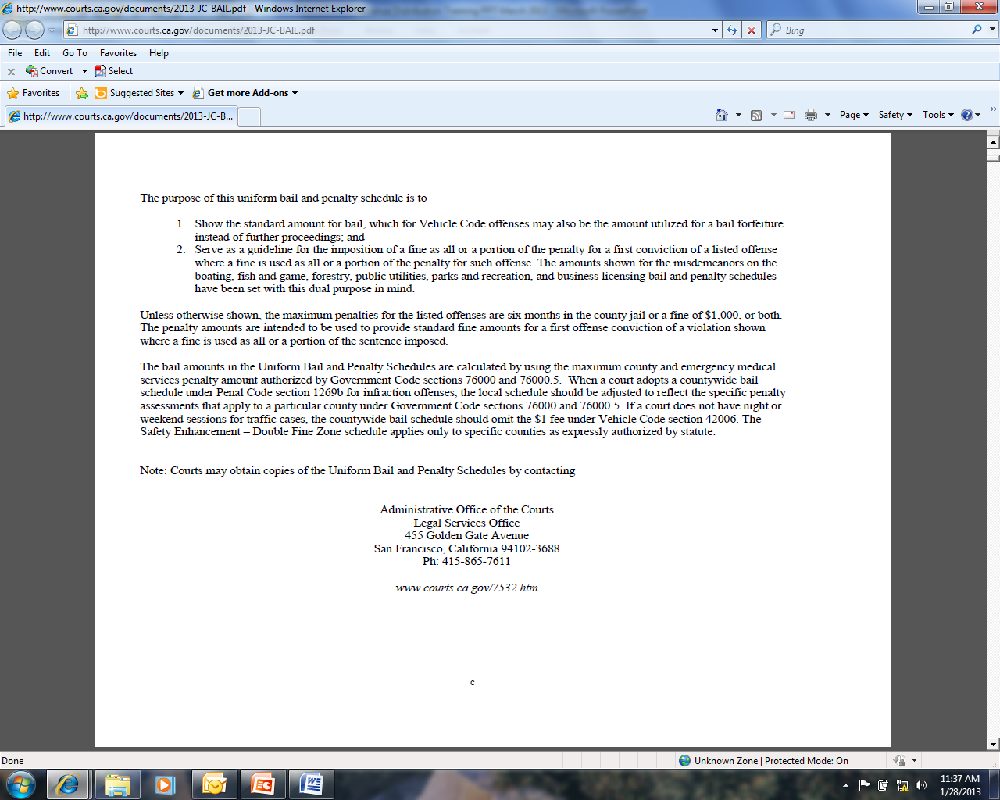 http://www.courts.ca.gov/documents/2013-JC-BAIL.pdf - Windows Internet Explorer
http://www.courts.ca.gov/documents/2013-JC-BAIL.pdf
Bing
File Edit Go To Favorites Help
x Convert Select
Favorites Suggested Sites Get more Add-ons
http://www.courts.ca.gov/documents/2013-JC-B...
Page Safety Tools
The purpose of this uniform bail and penalty schedule is to
1. Show the standard amount for bail, which for Vehicle Code offenses may also be the amount utilized for a bail forfeiture
instead of further proceedings; and
2. Serve as a guideline for the imposition of a fine as all or a portion of the penalty for a first conviction of a listed offense
where a fine is used as all or a portion of the penalty for such offense. The amounts shown for the misdemeanors on the
boating, fish and game, forestry, public utilities, parks and recreation, and business licensing bail and penalty schedules
have been set with this dual purpose in mind.
Unless otherwise shown, the maximum penalties for the listed offenses are six months in the county jail or a fine of $1,000, or both.
The penalty amounts are intended to be used to provide standard fine amounts for a first offense conviction of a violation shown
where a fine is used as all or a portion of the sentence imposed.
The bail amounts in the Uniform Bail and Penalty Schedules are calculated by using the maximum county and emergency medical
services penalty amount authorized by Government Code sections 76000 and 76000.5. When a court adopts a countywide bail
schedule under Penal Code section 1269b for infraction offenses, the local schedule should be adjusted to reflect the specific penalty
assessments that apply to a particular county under Government Code sections 76000 and 76000.5. If a court does not have night or
weekend sessions for traffic cases, the countywide bail schedule should omit the $1 fee under Vehicle Code section 42006. The
Safety Enhancement – Double Fine Zone schedule applies only to specific counties as expressly authorized by statute.
Note: Courts may obtain copies of the Uniform Bail and Penalty Schedules by contacting
Administrative Office of the Courts
Legal Services Office
455 Golden Gate Avenue
San Francisco, California 94102-3688
Ph: 415-865-7611
www.courts.ca.gov/7532.htm
c
Done
Unknown Zone | Protected Mode: On
11:37 AM
1/28/2013